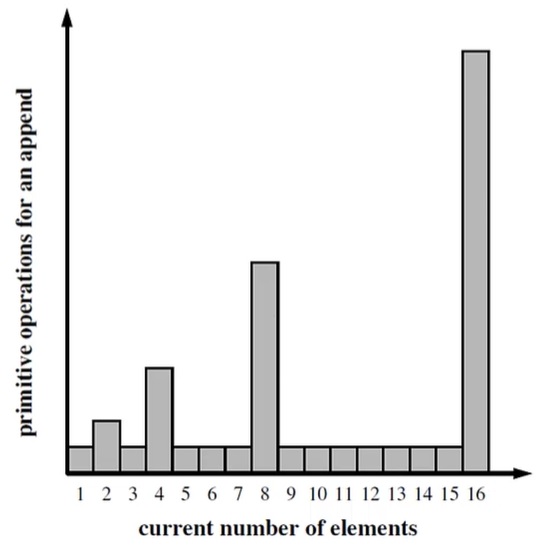 primitive operations for an append
1 2 3 4 5 6 7 8 9 10 11 12 13 14 15 16
current number of elements